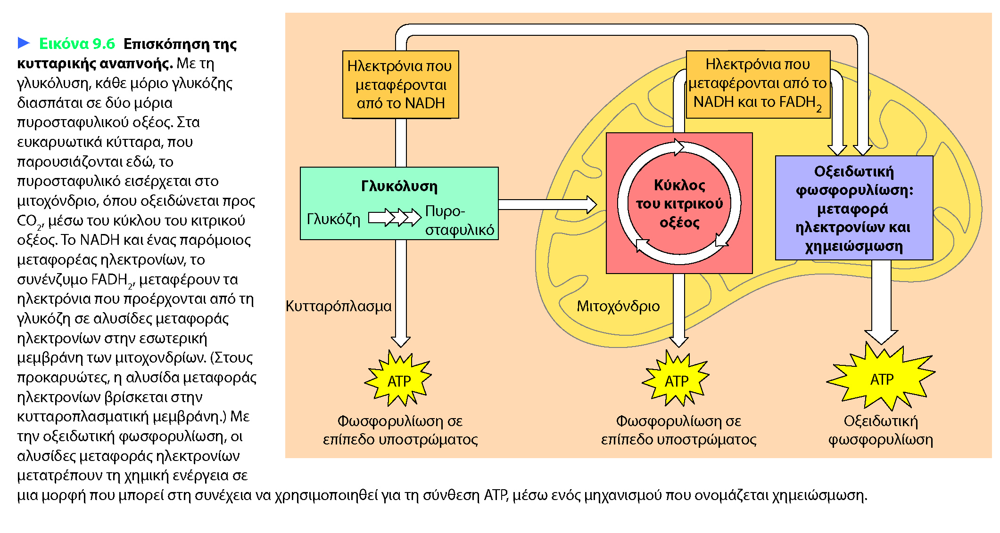 ► Εικόνα 9.6 Επισκόπηση της
κυτταρικής αναπνοής. Με τη
γλυκόλυση, κάθε μόριο γλυκόζης
διασπάται σε δύο μόρια
πυροσταφυλικού οξέος. Στα
ευκαρυωτικά κύτταρα, που
παρουσιάζονται εδώ, το
πυροσταφυλικό εισέρχεται στο
μιτοχόνδριο, όπου οξειδώνεται προς
CO2, μέσω του κύκλου του κιτρικού
οξέος. Το NADH και ένας παρόμοιος
μεταφορέας ηλεκτρονίων, το
συνένζυμο FADH2, μεταφέρουν τα
ηλεκτρόνια που προέρχονται από τη
γλυκόζη σε αλυσίδες μεταφοράς
ηλεκτρονίων στην εσωτερική
μεμβράνη των μιτοχονδρίων. (Στους
προκαρυώτες, η αλυσίδα μεταφοράς
ηλεκτρονίων βρίσκεται στην
κυτταροπλασματική μεμβράνη.) Με
την οξειδωτική φωσφορυλίωση, οι
αλυσίδες μεταφοράς ηλεκτρονίων
μετατρέπουν τη χημική ενέργεια σε
μια μορφή που μπορεί στη συνέχεια να χρησιμοποιηθεί για τη σύνθεση ATP, μέσω ενός μηχανισμού που ονομάζεται χημειώσμωση.
Ηλεκτρόνια που
μεταφέρονται
από το NADH
Ηλεκτρόνια που
μεταφέρονται από το
NADH και το FADH2
Γλυκόλυση
Γλυκόζη
Πυρο-
σταφυλικό
Κύκλος
του κιτρικού
οξέος
Οξειδωτική
φωσφορυλίωση:
μεταφορά
ηλεκτρονίων και
χημειώσμωση
Κυτταρόπλασμα
Μιτοχόνδριο
ATP
ATP
ATP
Φωσφορυλίωση σε
επίπεδο υποστρώματος
Φωσφορυλίωση σε
επίπεδο υποστρώματος
Οξειδωτική
φωσφορυλίωση